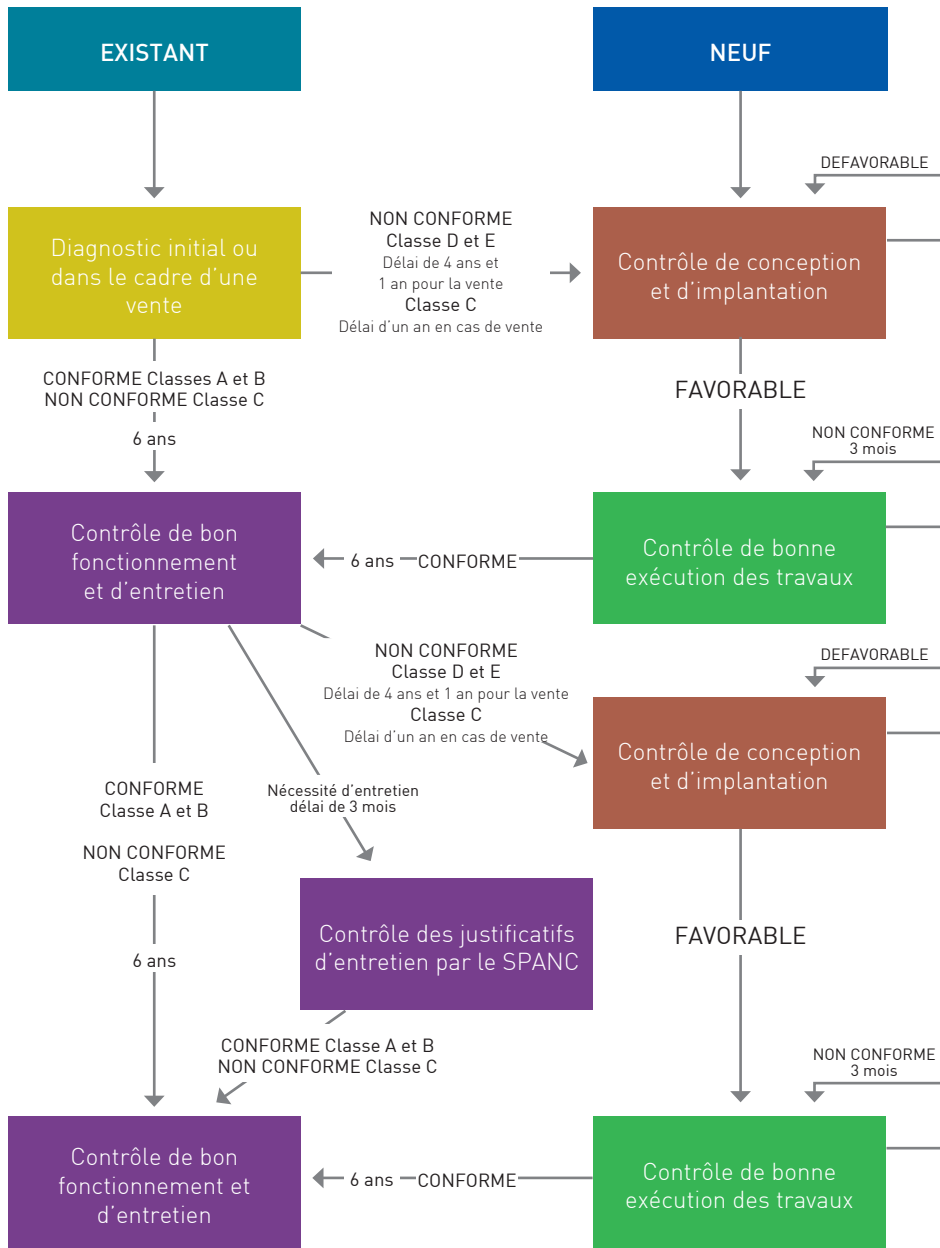 EXISTANT
NEUF
DEFAVORABLE
Diagnostic initial ou
dans le cadre d'une
vente
NON CONFORME
Classe D et E
Délai de 4 ans et
1 an pour la vente
Classe C
Délai d'un an en cas de vente
Contrôle de conception
et d'implantation
CONFORME Classes A et B
NON CONFORME Classe C
6 ans
FAVORABLE
NON CONFORME
3 mois
Contrôle de bon
fonctionnement
et d'entretien
6 ans
CONFORME
Contrôle de bonne
exécution des travaux
NON CONFORME
Classe D et E
Délai de 4 ans et 1 an pour la vente
Classe C
Délai d'un an en cas de vente
DEFAVORABLE
Contrôle de conception
et d'implantation
CONFORME
Classe A et B
NON CONFORME
Classe C
6 ans
Nécessité d'entretien
délai de 3 mois
Contrôle des justificatifs
d'entretien par le SPANC
FAVORABLE
CONFORME Classe A et B
NON CONFORME Classe C
NON CONFORME
3 mois
Contrôle de bon
fonctionnement et
d'entretien
6 ans
CONFORME
Contrôle de bonne
exécution des travaux